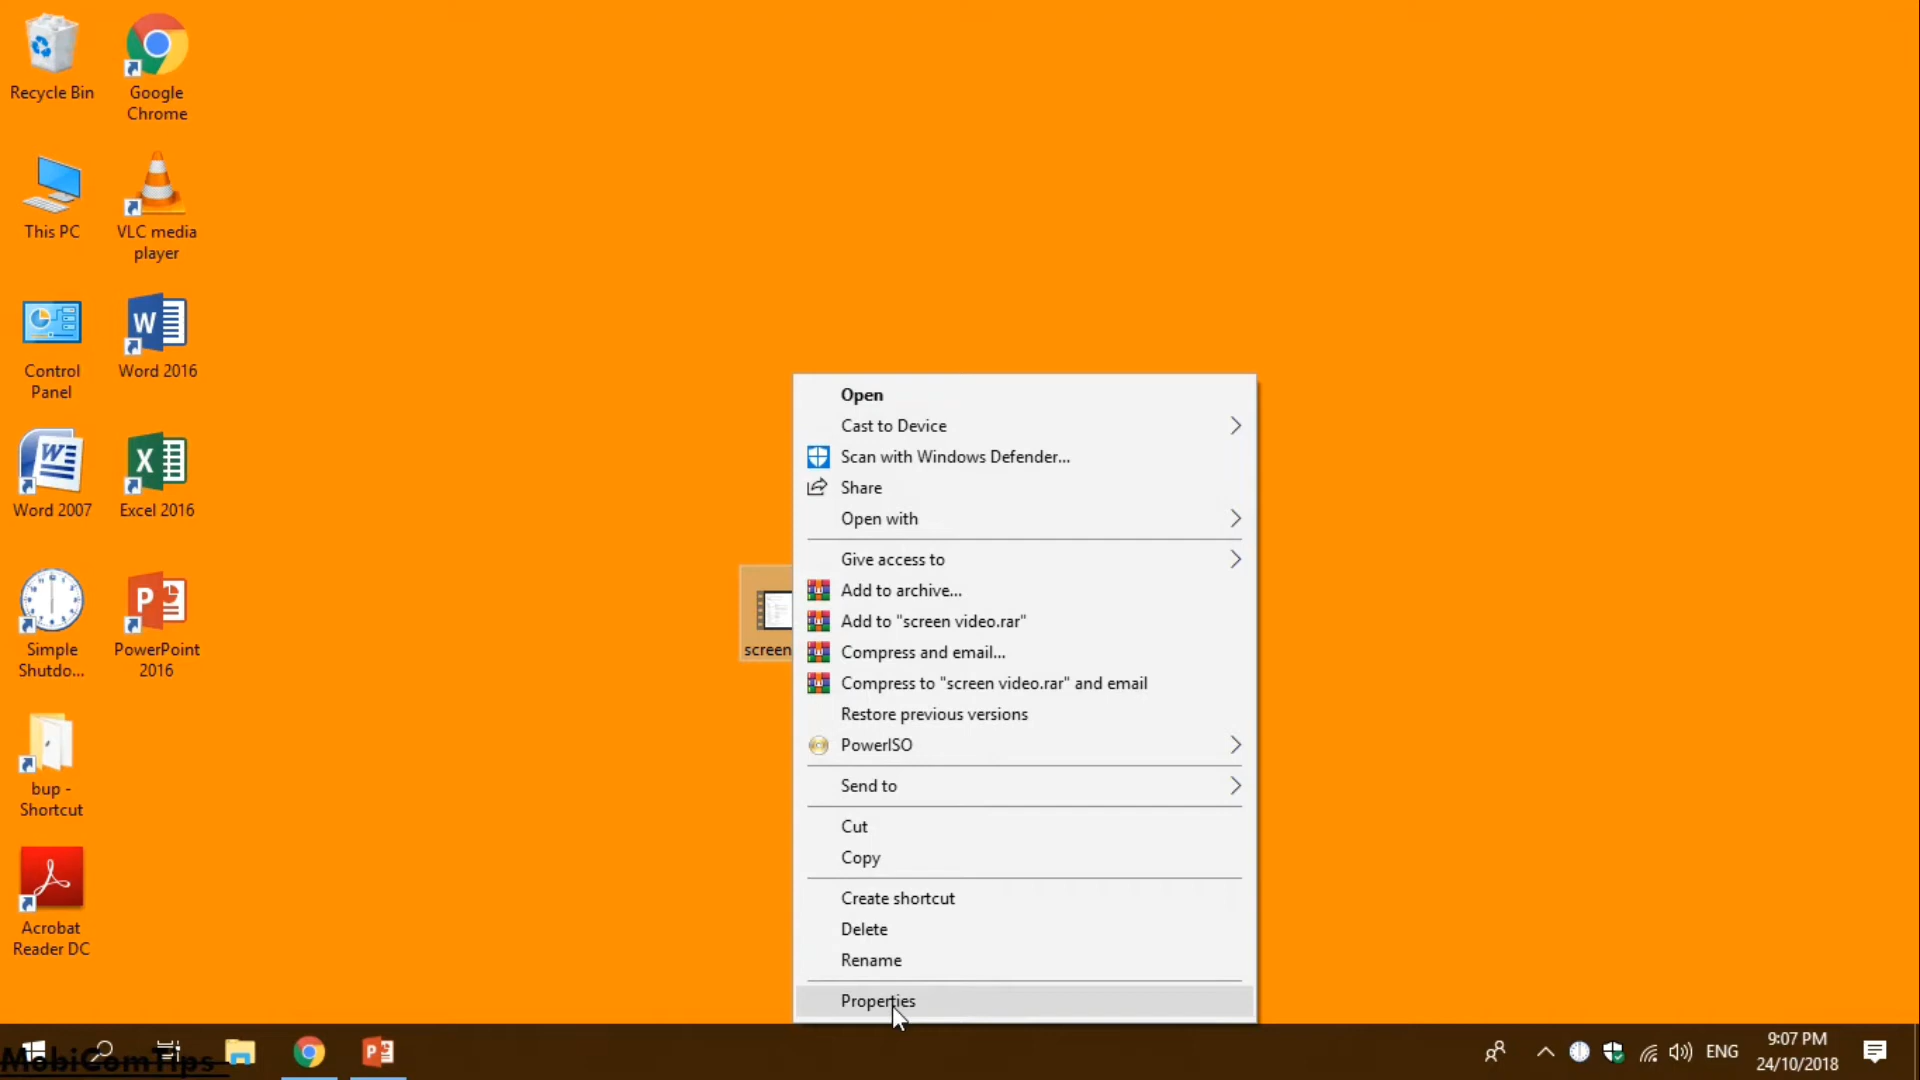 Recycle Bin
Google
Chrome
This PC
VLC media
player
Control
Panel
Word 2016
Word 2007
Excel 2016
Simple
Shutdo...
PowerPoint
2016
bup -
Shortcut
Acrobat
Reader DC
screen
Open
Cast to Device
Scan with Windows Defender...
Share
Open with
Give access to
Add to archive...
Add to "screen video.rar"
Compress and email...
Compress to "screen video.rar" and email
Restore previous versions
PowerISO
Send to
Cut
Copy
Create shortcut
Delete
Rename
Properties
MobiComTips
ENG
9:07 PM
24/10/2018